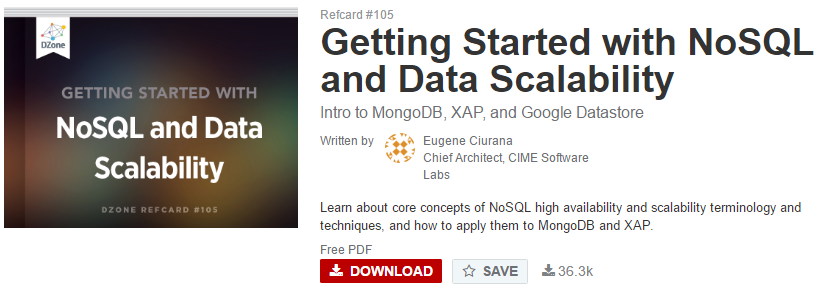 DZone
GETTING STARTED WITH
NoSQL and Data
Scalability
DZONE REFCARD #105
Refcard #105
Getting Started with NoSQL
and Data Scalability
Intro to MongoDB, XAP, and Google Datastore
Written by
Eugene Ciurana
Chief Architect, CIME Software
Labs
Learn about core concepts of NoSQL high availability and scalability terminology and
techniques, and how to apply them to MongoDB and XAP.
Free PDF
DOWNLOAD
SAVE
36.3k